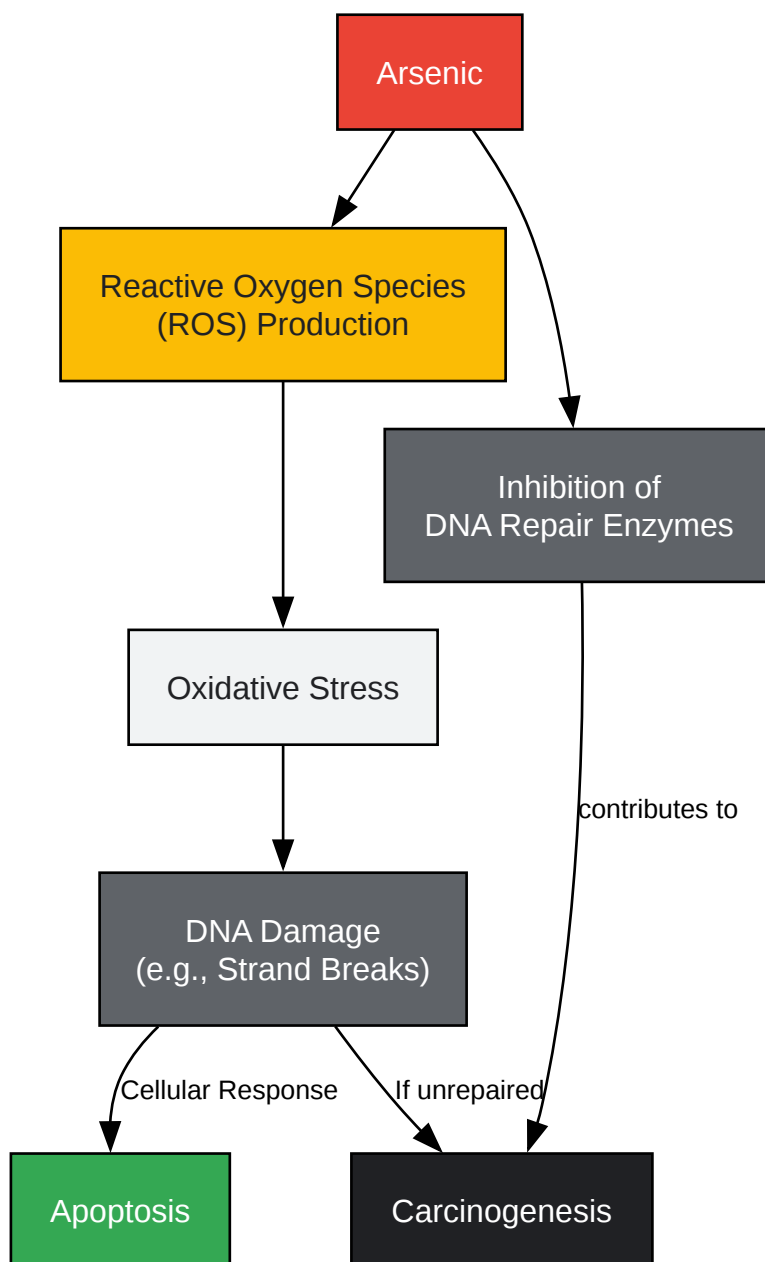 Arsenic
Reactive Oxygen Species
(ROS) Production
Inhibition of
DNA Repair Enzymes
Oxidative Stress
contributes to
DNA Damage
(e.g., Strand Breaks)
Cellular Response
If unrepaired
Apoptosis
Carcinogenesis